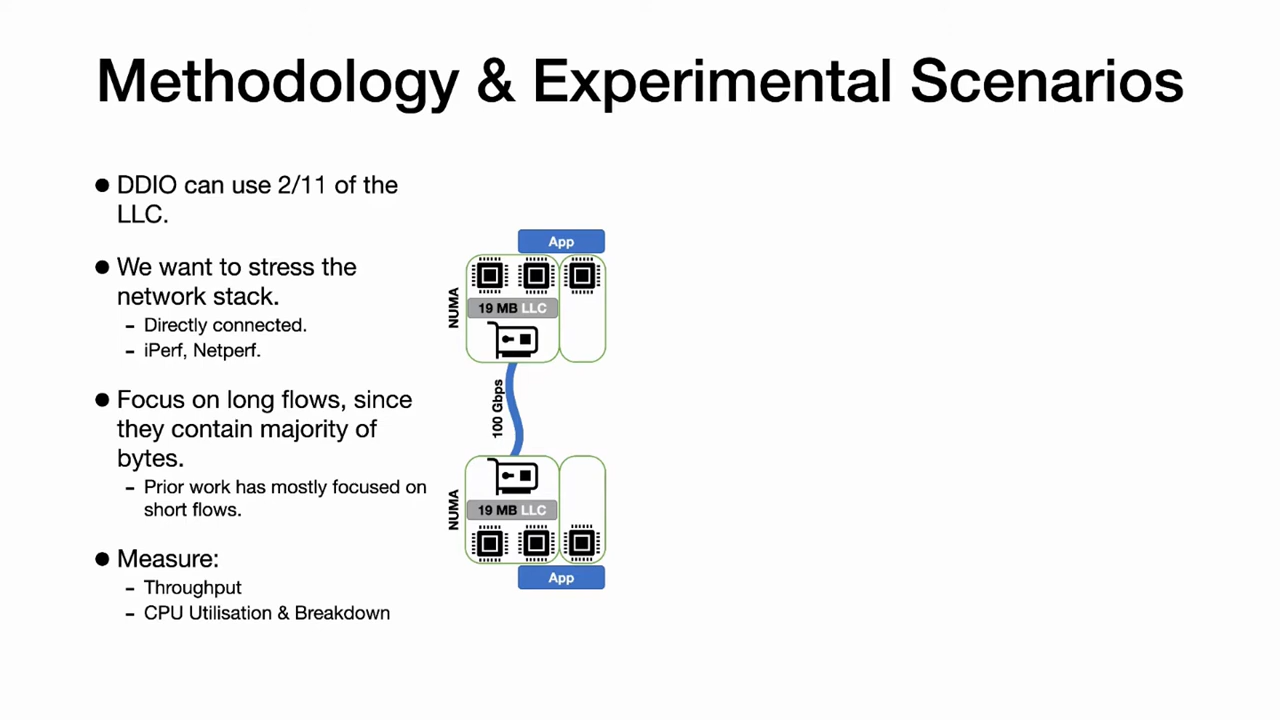 Methodology & Experimental Scenarios
● DDIO can use 2/11 of the
LLC.
● We want to stress the
network stack.
- Directly connected.
- iPerf, Netperf.
● Focus on long flows, since
they contain majority of
bytes.
- Prior work has mostly focused on
short flows.
● Measure:
- Throughput
- CPU Utilisation & Breakdown
App
NUMA
19 MB LLC
100 Gbps
NUMA
19 MB LLC
App